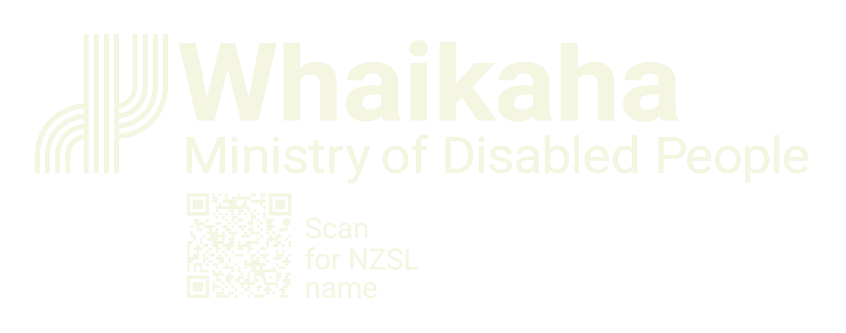 Whaikaha
Ministry of Disabled People
Scan
for NZSL
name